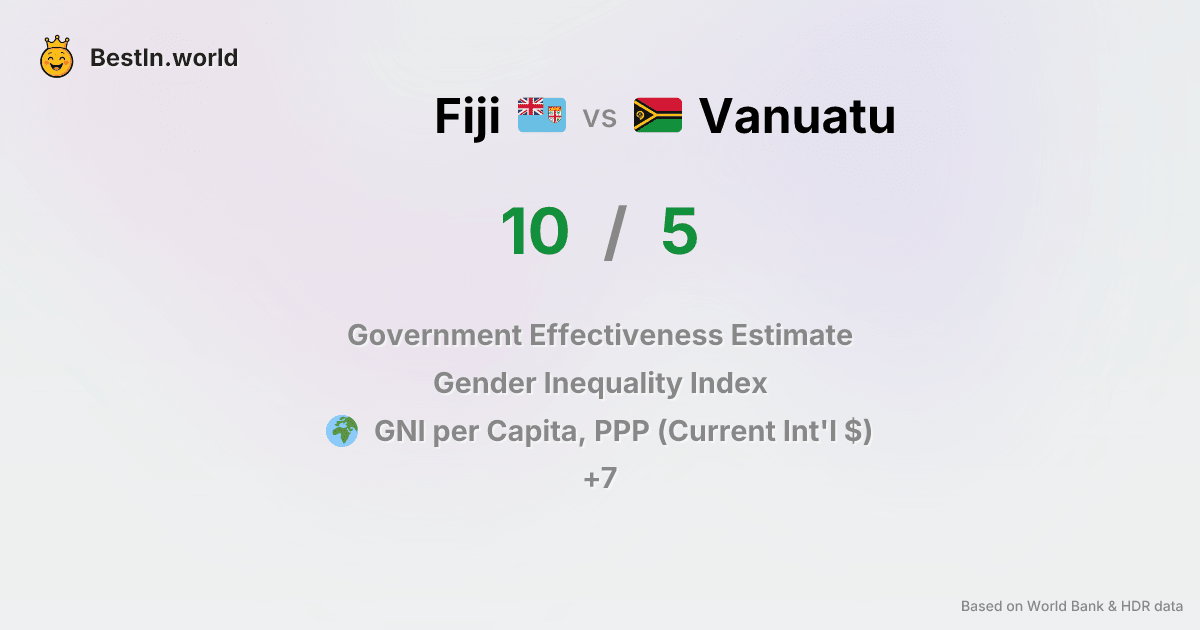 BestIn.world
Fiji vs Vanuatu
10 / 5
Government Effectiveness Estimate
Gender Inequality Index
GNI per Capita, PPP (Current Int'l $)
+7
Based on World Bank & HDR data